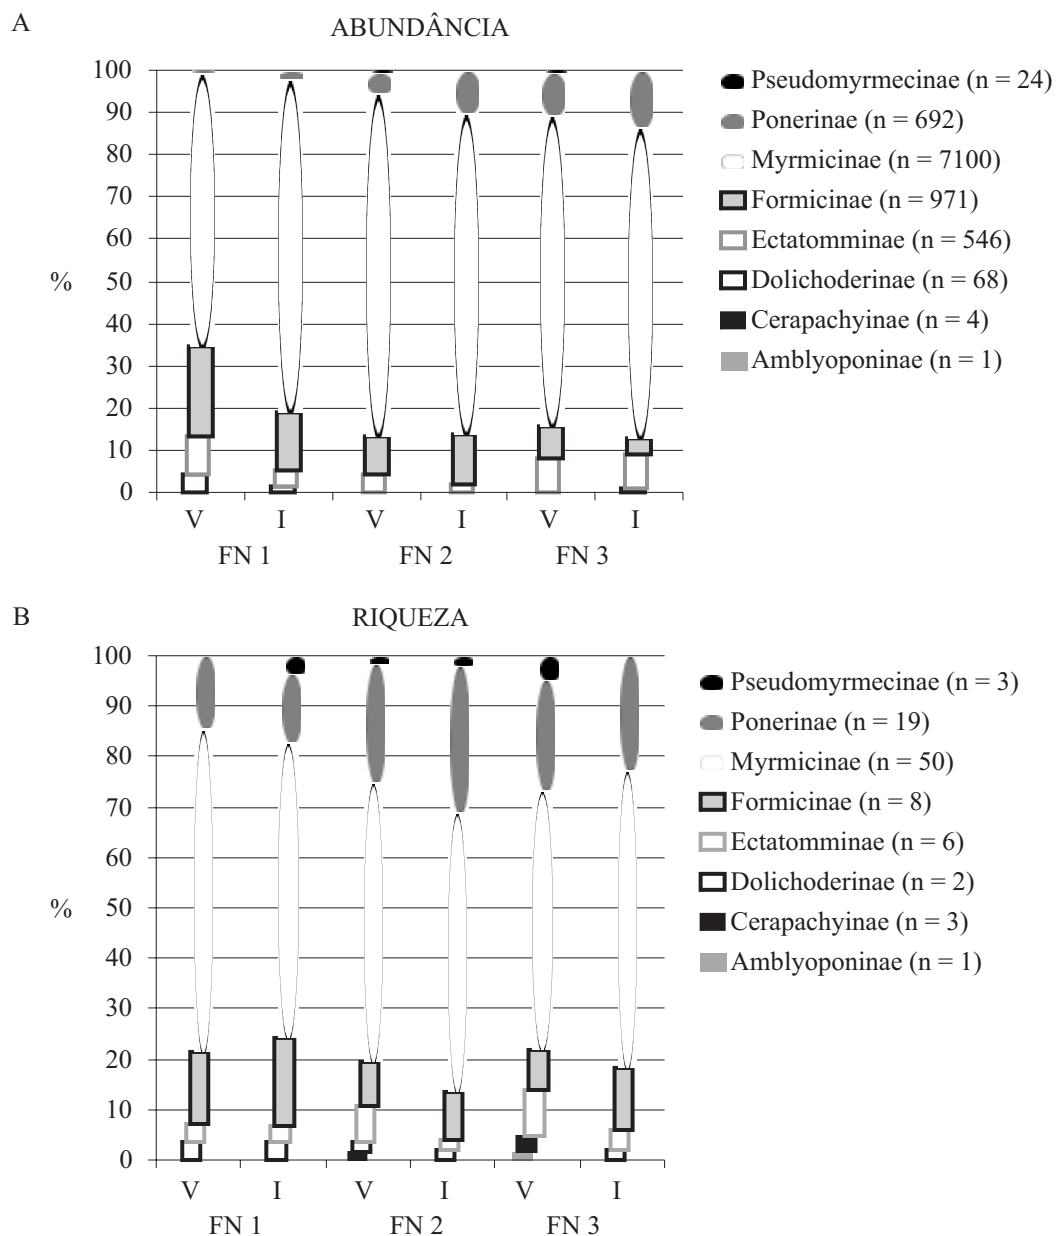 A
ABUNDÂNCIA
100
90
80
70
60
50
40
30
20
10
0
%
V I V I V I
FN 1 FN 2 FN 3
Pseudomyrmecinae (n = 24)
Ponerinae (n = 692)
Myrmicinae (n = 7100)
Formicinae (n = 971)
Ectatomminae (n = 546)
Dolichoderinae (n = 68)
Cerapachyinae (n = 4)
Amblyoponinae (n = 1)
B
RIQUEZA
100
90
80
70
60
50
40
30
20
10
0
%
V I V I V I
FN 1 FN 2 FN 3
Pseudomyrmecinae (n = 3)
Ponerinae (n = 19)
Myrmicinae (n = 50)
Formicinae (n = 8)
Ectatomminae (n = 6)
Dolichoderinae (n = 2)
Cerapachyinae (n = 3)
Amblyoponinae (n = 1)